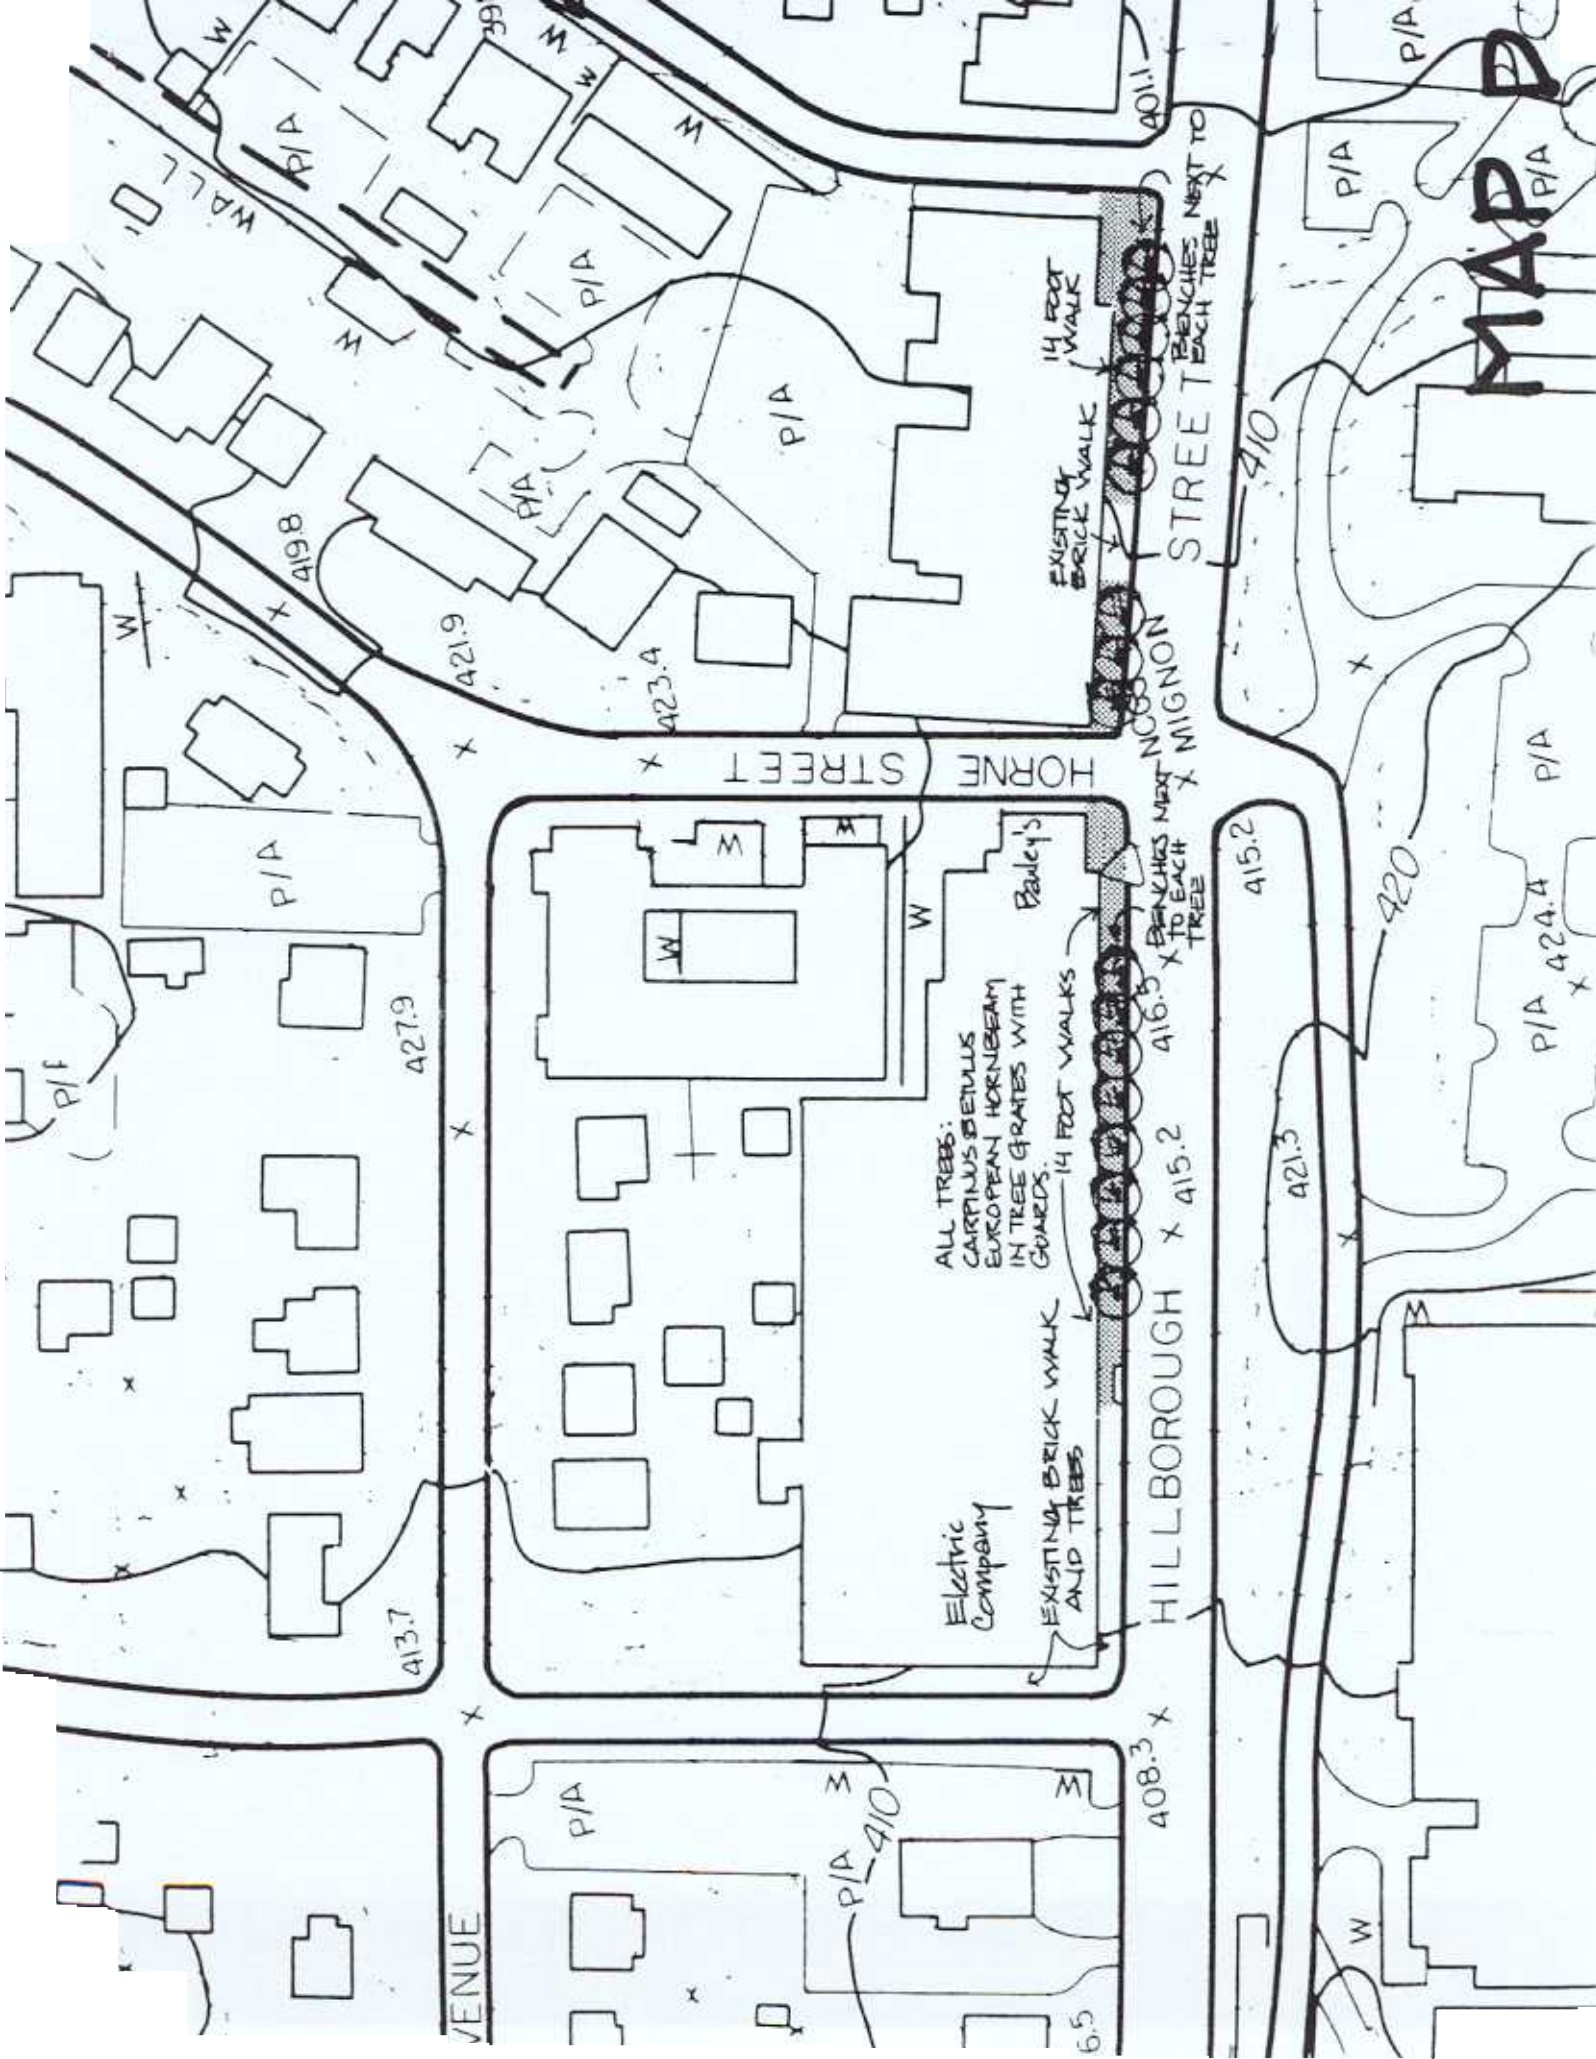 MAP D
W
W
W
W
W
WALL
P/A
P/A
P/A
P/A
P/A
P/A
P/A
401.1
W
14 FOOT
WALK
BENCHES NEXT TO
EACH TREE
EXISTING
BRICK WALK
STREET
410
419.8
421.9
423.4
W
HORNE STREET
MIGNON
BENCHES NEXT
TO EACH
TREE
P/A
W
W
W
W
Bailey's
415.2
420
P/A
424.4
P/A
416.5
427.9
ALL TREES:
CARPINUS BETULUS
EUROPEAN HORNBEAM
IN TREE GRATES WITH
GUARDS.
14 FOOT WALKS
415.2
421.3
W
Electric
Company
EXISTING BRICK WALK
AND TREES
HILLBOROUGH
413.7
408.3
P/A
W
W
410
P/A
W
VENUE
6.5